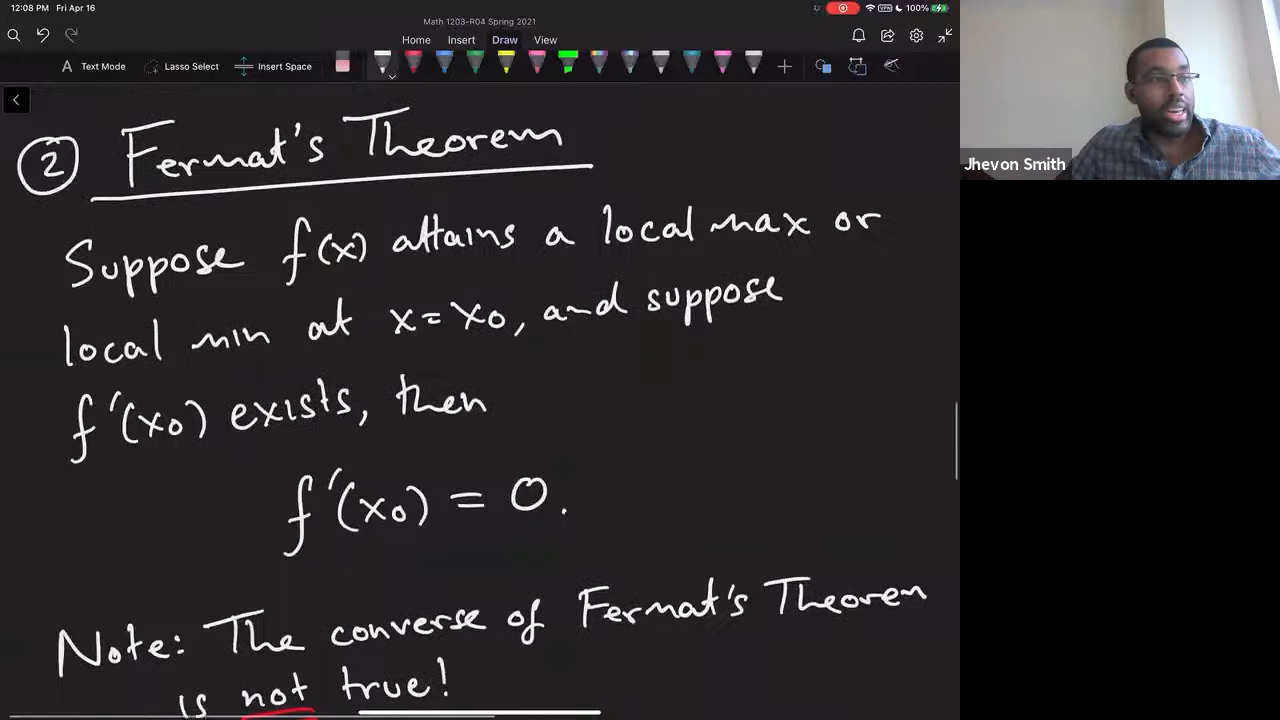 12:08 PM Fri Apr 16
VPN 100%
Math 1203-R04 Spring 2021
Home Insert Draw View
Text Mode Lasso Select Insert Space
Jhevon Smith
2 Fermat's Theorem
Suppose f(x) attains a local max or
local min at x=x₀, and suppose
f'(x₀) exists, then
f'(x₀) = 0.
Note: The converse of Fermat's Theorem
is not true!